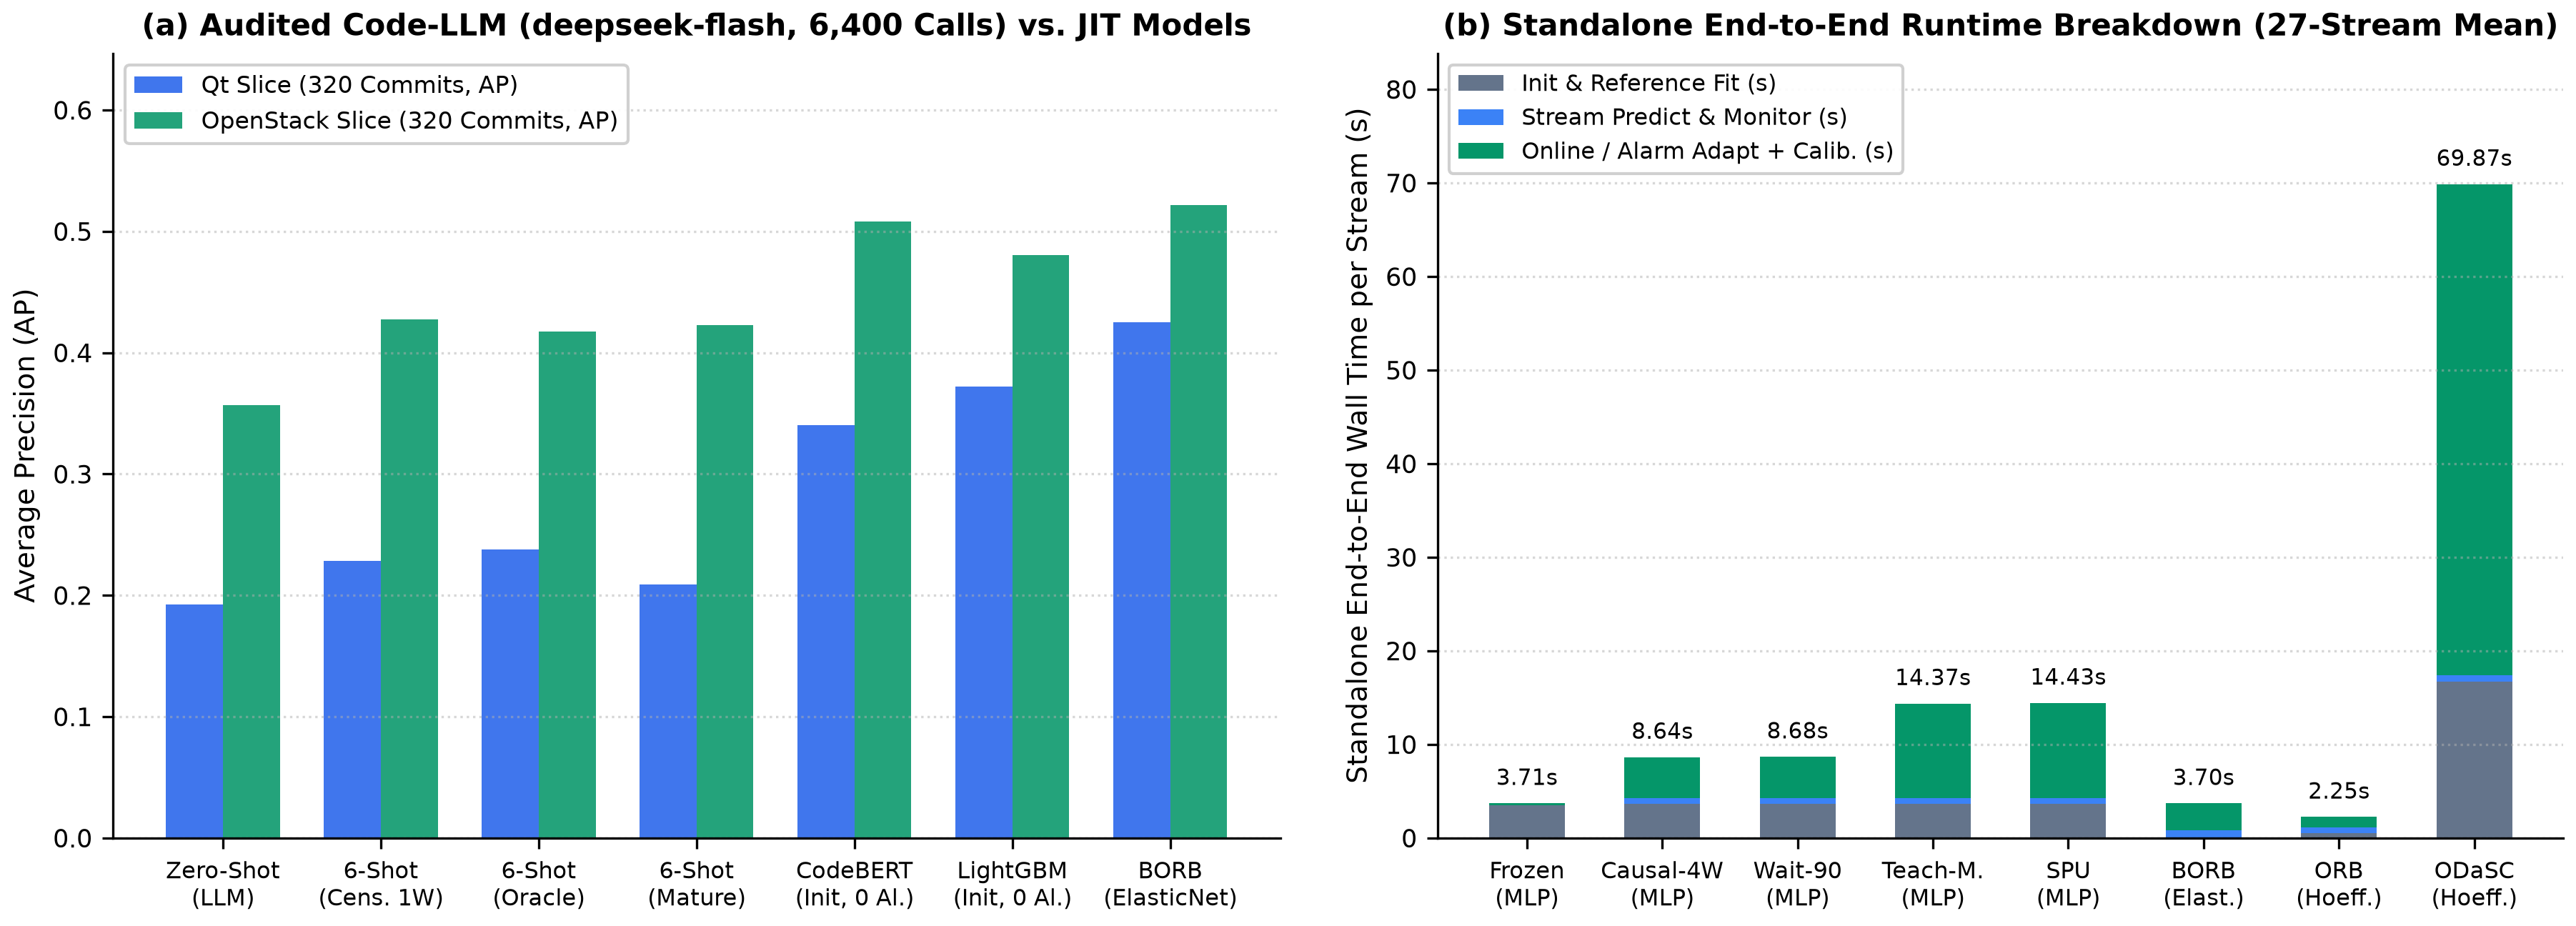 (a) Audited Code-LLM (deepseek-flash, 6,400 Calls) vs. JIT Models
Qt Slice (320 Commits, AP)
OpenStack Slice (320 Commits, AP)
Average Precision (AP)
0.6
0.5
0.4
0.3
0.2
0.1
0.0
Zero-Shot
(LLM)
6-Shot
(Cens. 1W)
6-Shot
(Oracle)
6-Shot
(Mature)
CodeBERT
(Init, 0 Al.)
LightGBM
(Init, 0 Al.)
BORB
(ElasticNet)
(b) Standalone End-to-End Runtime Breakdown (27-Stream Mean)
Init & Reference Fit (s)
Stream Predict & Monitor (s)
Online / Alarm Adapt + Calib. (s)
Standalone End-to-End Wall Time per Stream (s)
80
70
60
50
40
30
20
10
0
3.71s
8.64s
8.68s
14.37s
14.43s
3.70s
2.25s
69.87s
Frozen
(MLP)
Causal-4W
(MLP)
Wait-90
(MLP)
Teach-M.
(MLP)
SPU
(MLP)
BORB
(Elast.)
ORB
(Hoeff.)
ODaSC
(Hoeff.)